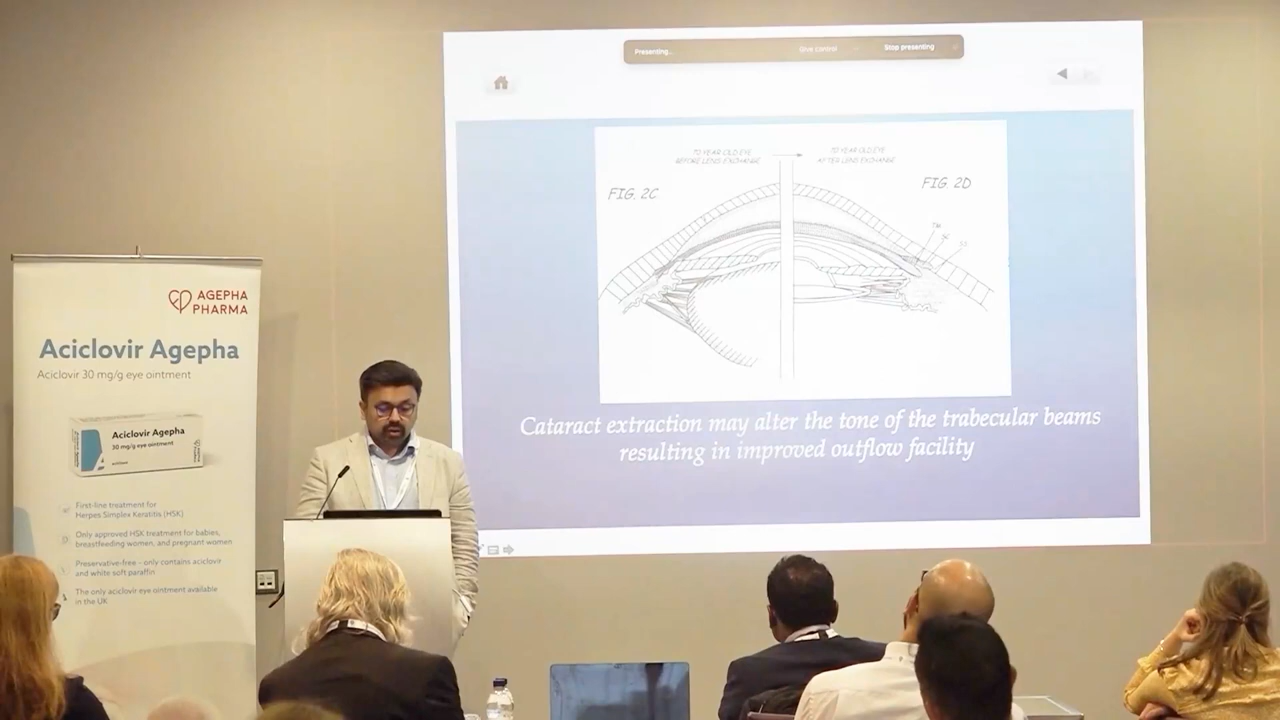 AGEPHA
PHARMA
Aciclovir Agepha
Aciclovir 30 mg/g eye ointment
Aciclovir Agepha
30 mg/g eye ointment
First-line treatment for
Herpes Simplex Keratitis (HSK)
Only approved HSK treatment for babies,
breastfeeding women, and pregnant women
Preservative-free - only contains aciclovir
and white soft paraffin
The only aciclovir eye ointment available
in the UK
Presenting...
Give control
Stop presenting
70 YEAR OLD EYE
BEFORE LENS EXCHANGE
70 YEAR OLD EYE
AFTER LENS EXCHANGE
FIG. 2C
FIG. 2D
TM
Cataract extraction may alter the tone of the trabecular beams
resulting in improved outflow facility